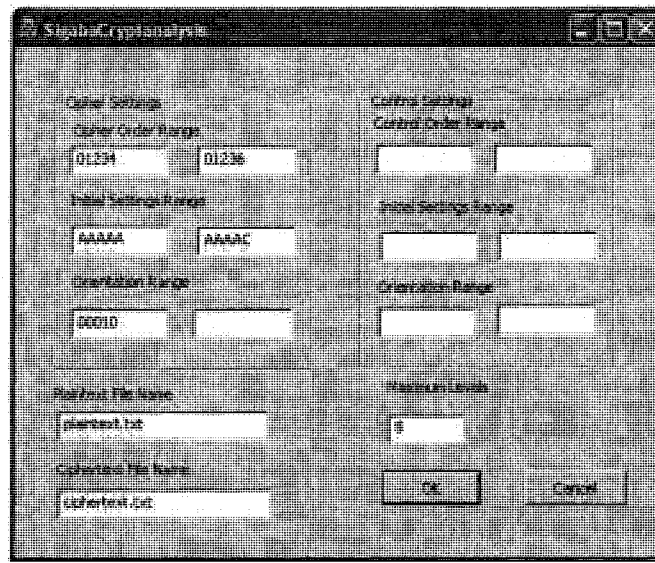 SigabaCryptanalysis
Cipher Settings
Cipher Order Range
01234 01236
Initial Settings Range
AAAAA AAAAC
Orientation Range
00010
Plaintext File Name
plaintext.txt
Ciphertext File Name
ciphertext.txt
Control Settings
Control Order Range
Initial Settings Range
Orientation Range
Maximum Levels
OK Cancel